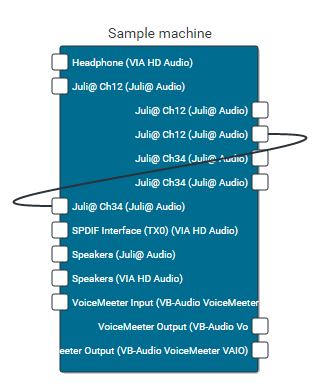 Sample machine
Headphone (VIA HD Audio)
Juli@ Ch12 (Juli@ Audio)
Juli@ Ch12 (Juli@ Audio)
Juli@ Ch12 (Juli@ Audio)
Juli@ Ch34 (Juli@ Audio)
Juli@ Ch34 (Juli@ Audio)
Juli@ Ch34 (Juli@ Audio)
SPDIF Interface (TX0) (VIA HD Audio)
Speakers (Juli@ Audio)
Speakers (VIA HD Audio)
VoiceMeeter Input (VB-Audio VoiceMeeter
VoiceMeeter Output (VB-Audio Vo
eeter Output (VB-Audio VoiceMeeter VAIO)